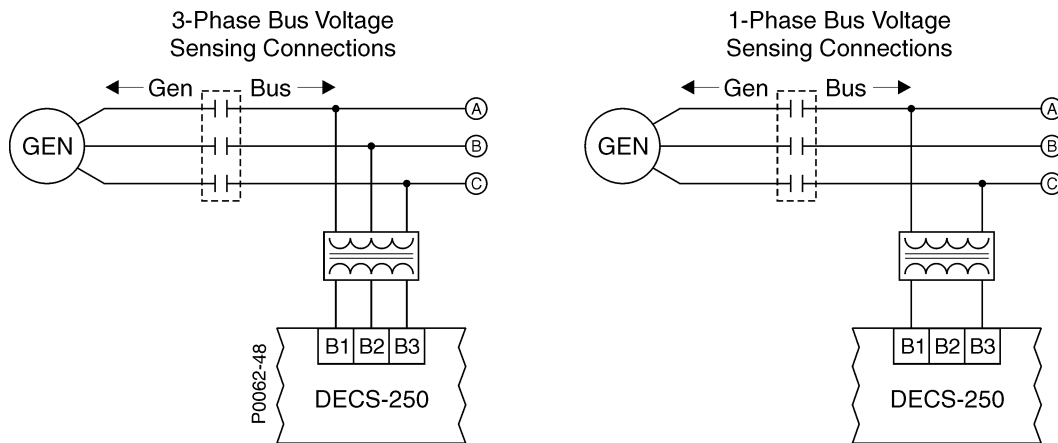 3-Phase Bus Voltage
Sensing Connections
Gen
Bus
GEN
A
B
C
B1 B2 B3
DECS-250
P0062-48
1-Phase Bus Voltage
Sensing Connections
Gen
Bus
GEN
A
B
C
B1 B2 B3
DECS-250